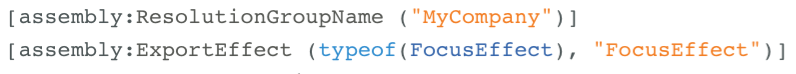 [assembly:ResolutionGroupName ("MyCompany")]
[assembly:ExportEffect (typeof(FocusEffect), "FocusEffect")]